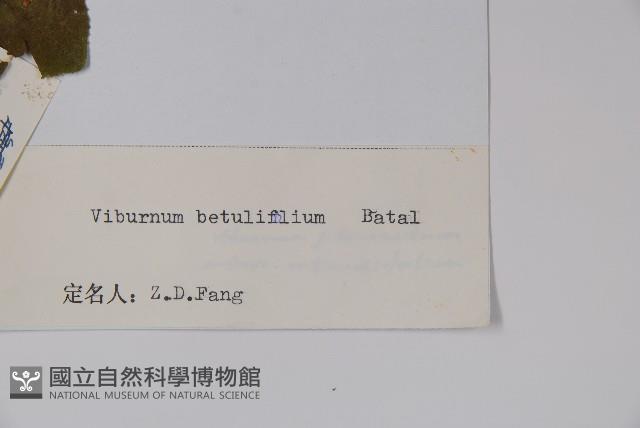 Viburnum betuliflium Batal
定名人: Z.D.Fang
國立自然科學博物館
NATIONAL MUSEUM OF NATURAL SCIENCE